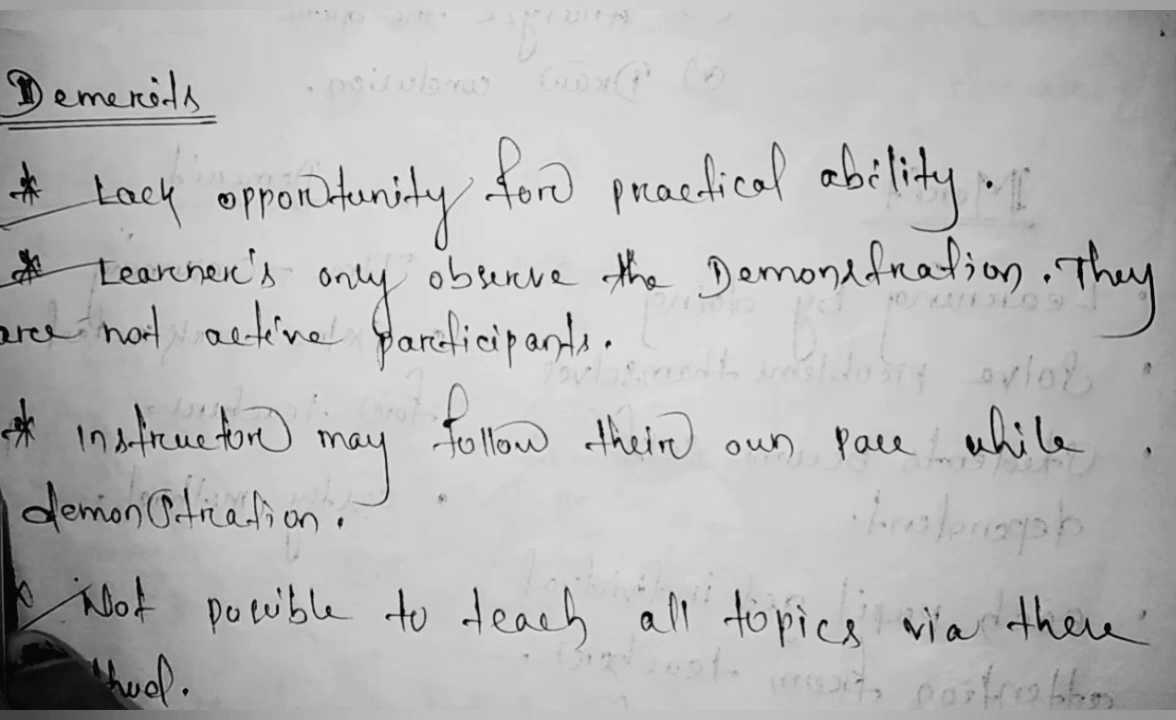 Demerits
* Lack opportunity for practical ability.
* Learner's only observe the Demonstration. They
are not active participants.
* Instructor may follow their own pace while
demonstration.
Not possible to teach all topics via these